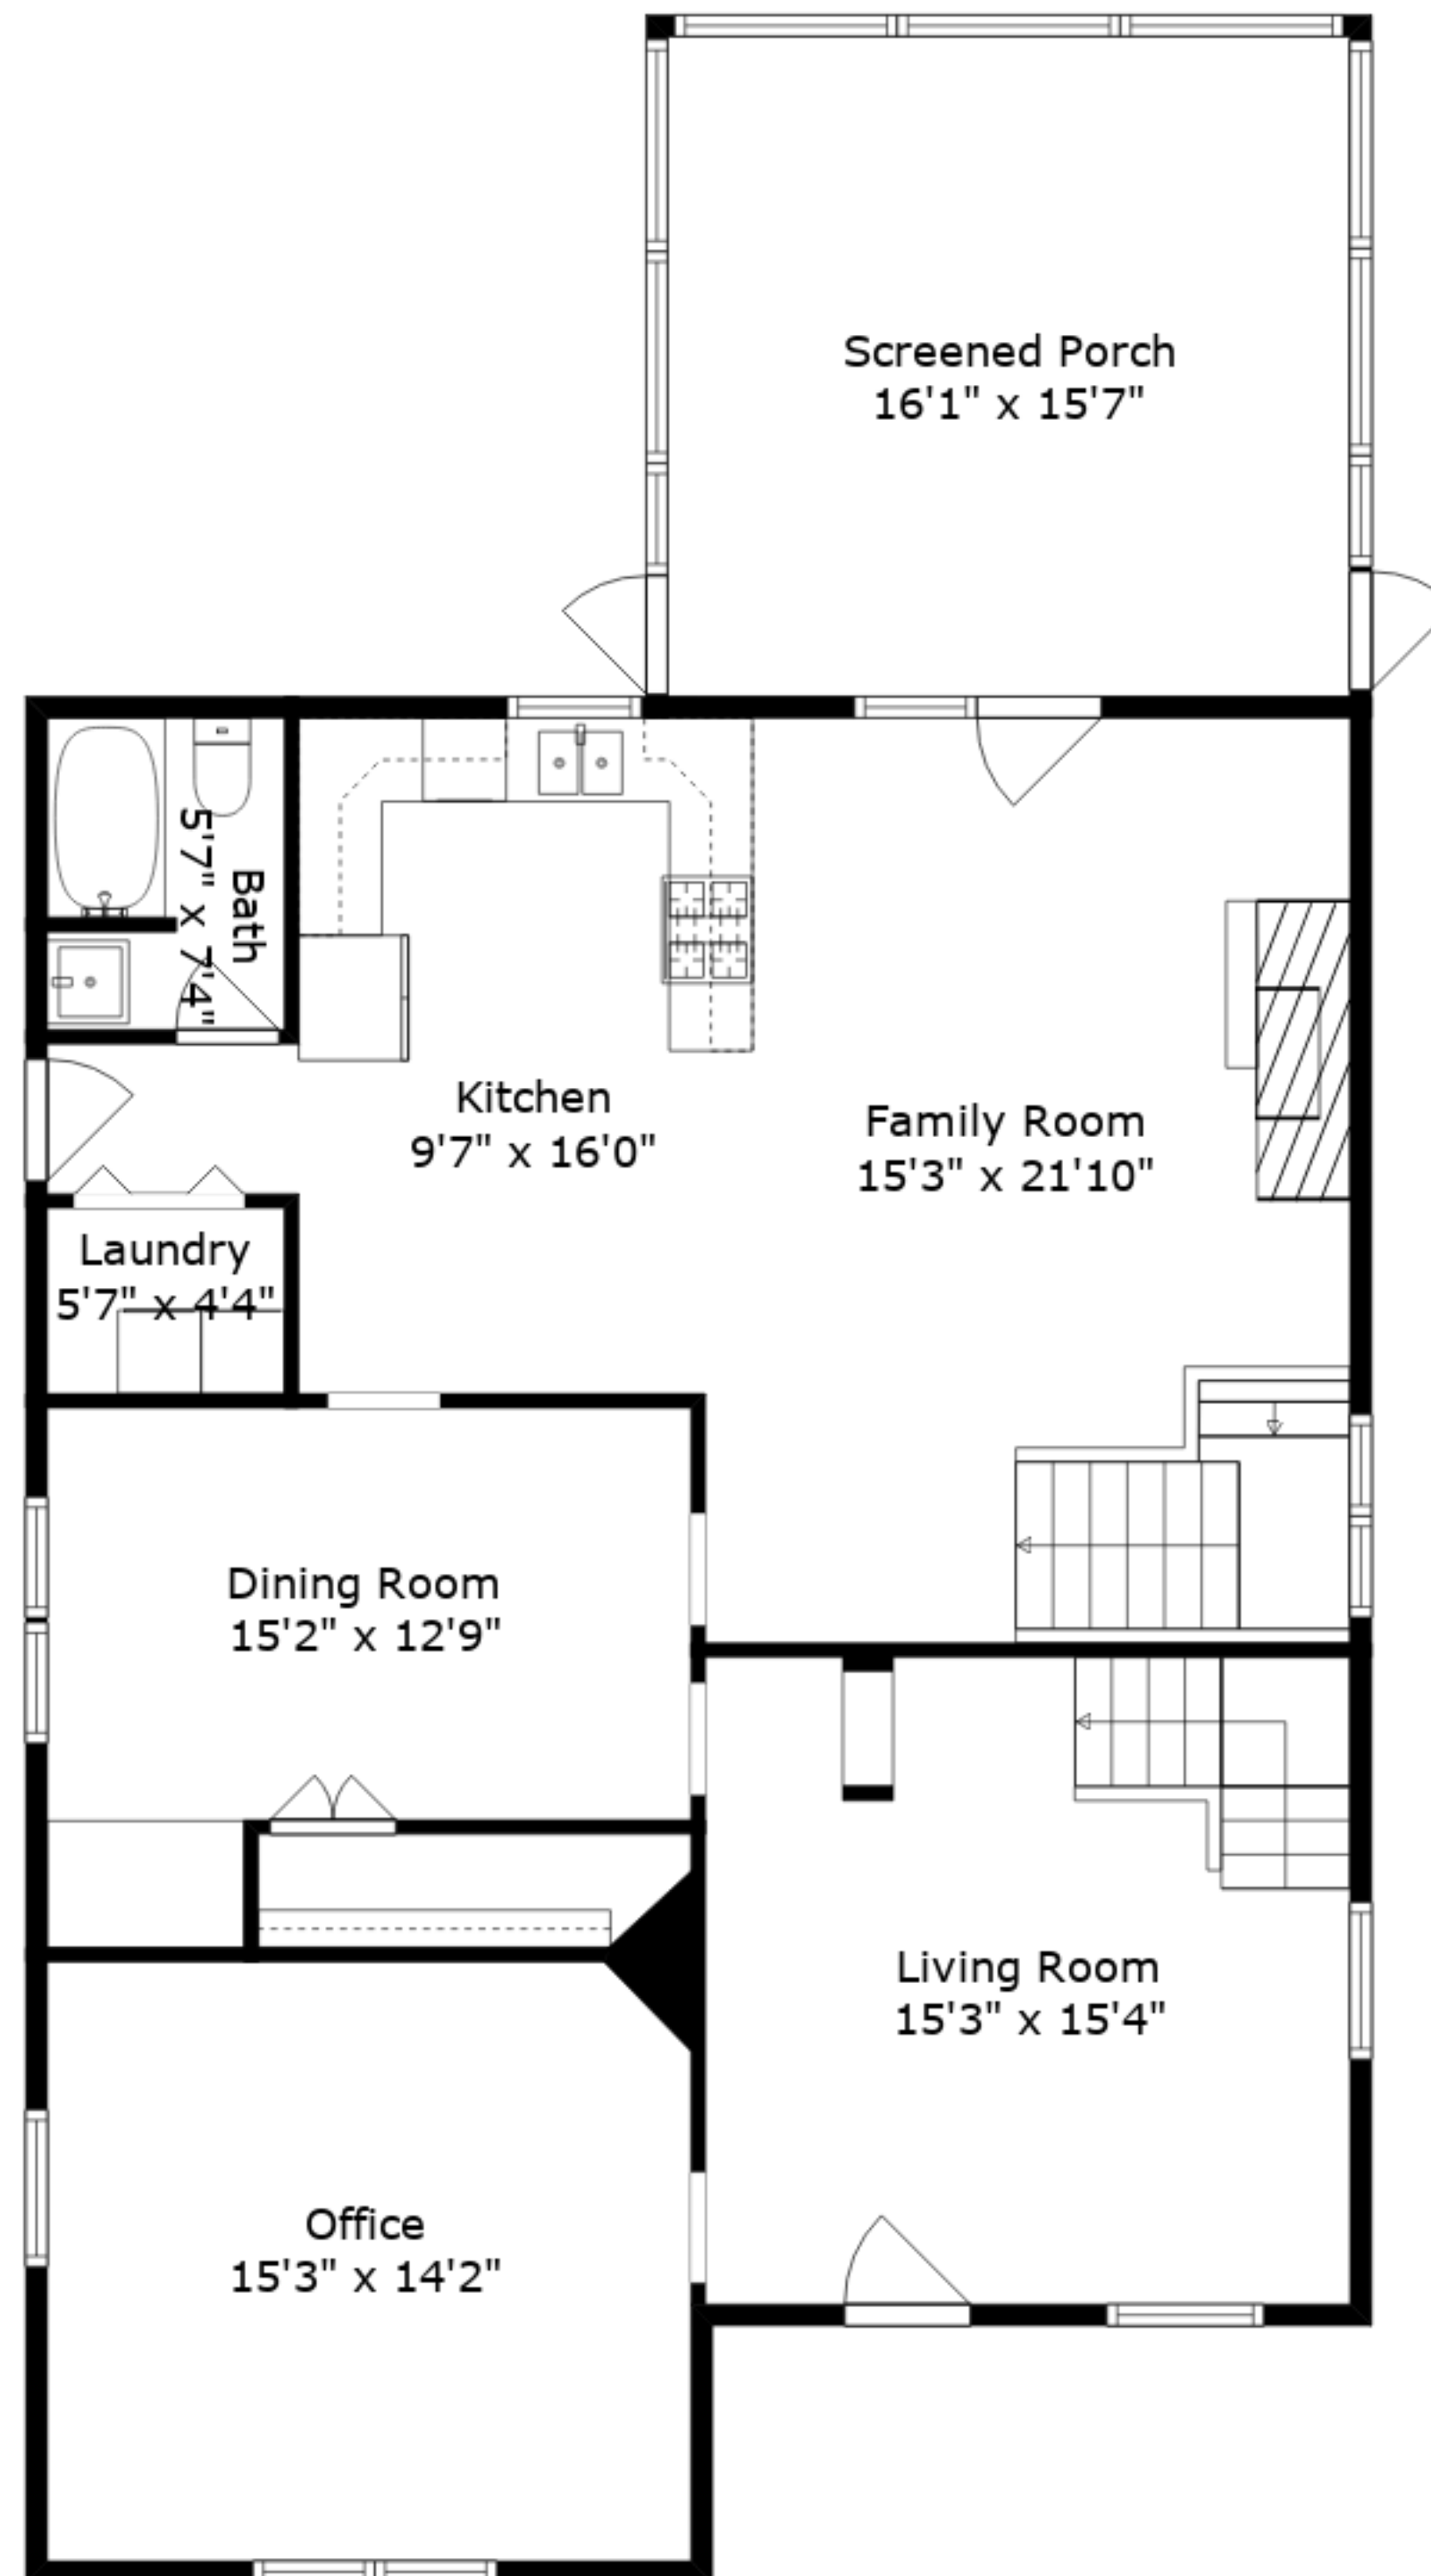 Screened Porch
16'1" x 15'7"
Bath
5'7" x 7'4"
Kitchen
9'7" x 16'0"
Family Room
15'3" x 21'10"
Laundry
5'7" x 4'4"
Dining Room
15'2" x 12'9"
Living Room
15'3" x 15'4"
Office
15'3" x 14'2"